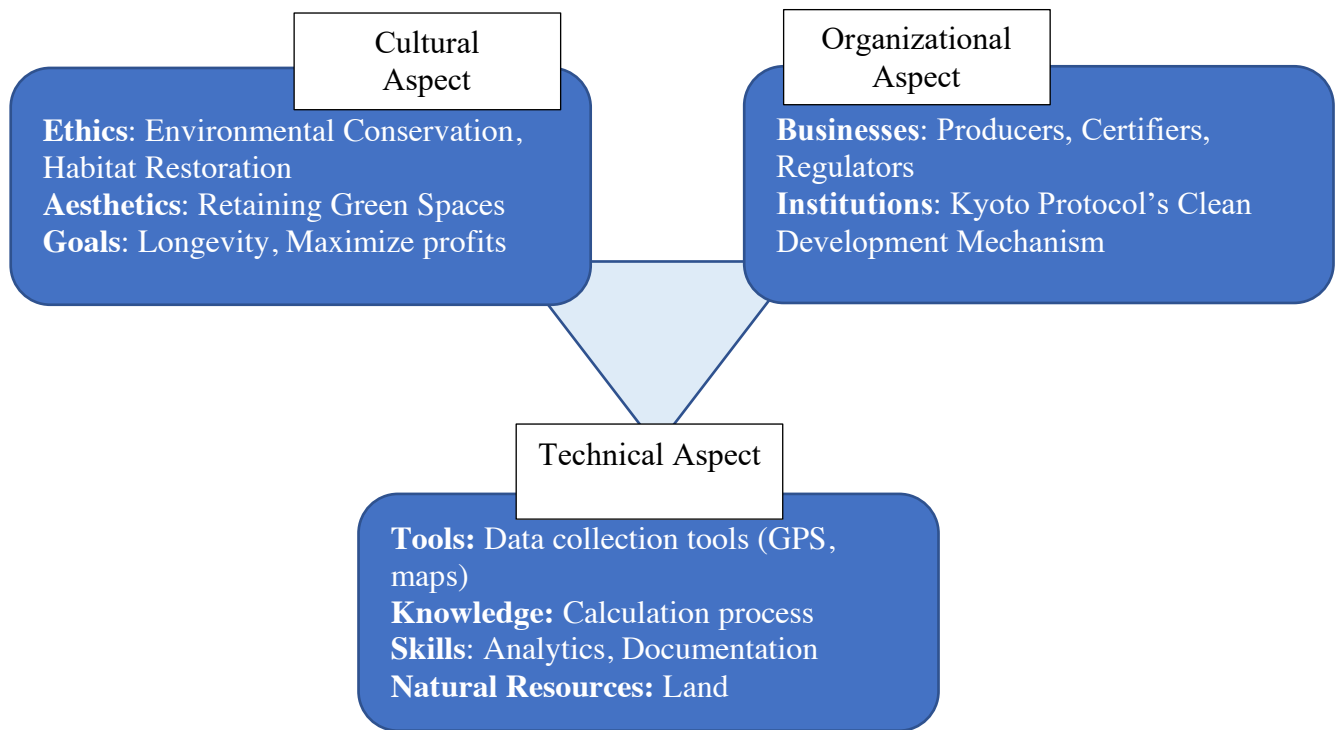 Cultural
Aspect
Ethics: Environmental Conservation,
Habitat Restoration
Aesthetics: Retaining Green Spaces
Goals: Longevity, Maximize profits
Organizational
Aspect
Businesses: Producers, Certifiers,
Regulators
Institutions: Kyoto Protocol’s Clean
Development Mechanism
Technical Aspect
Tools: Data collection tools (GPS,
maps)
Knowledge: Calculation process
Skills: Analytics, Documentation
Natural Resources: Land